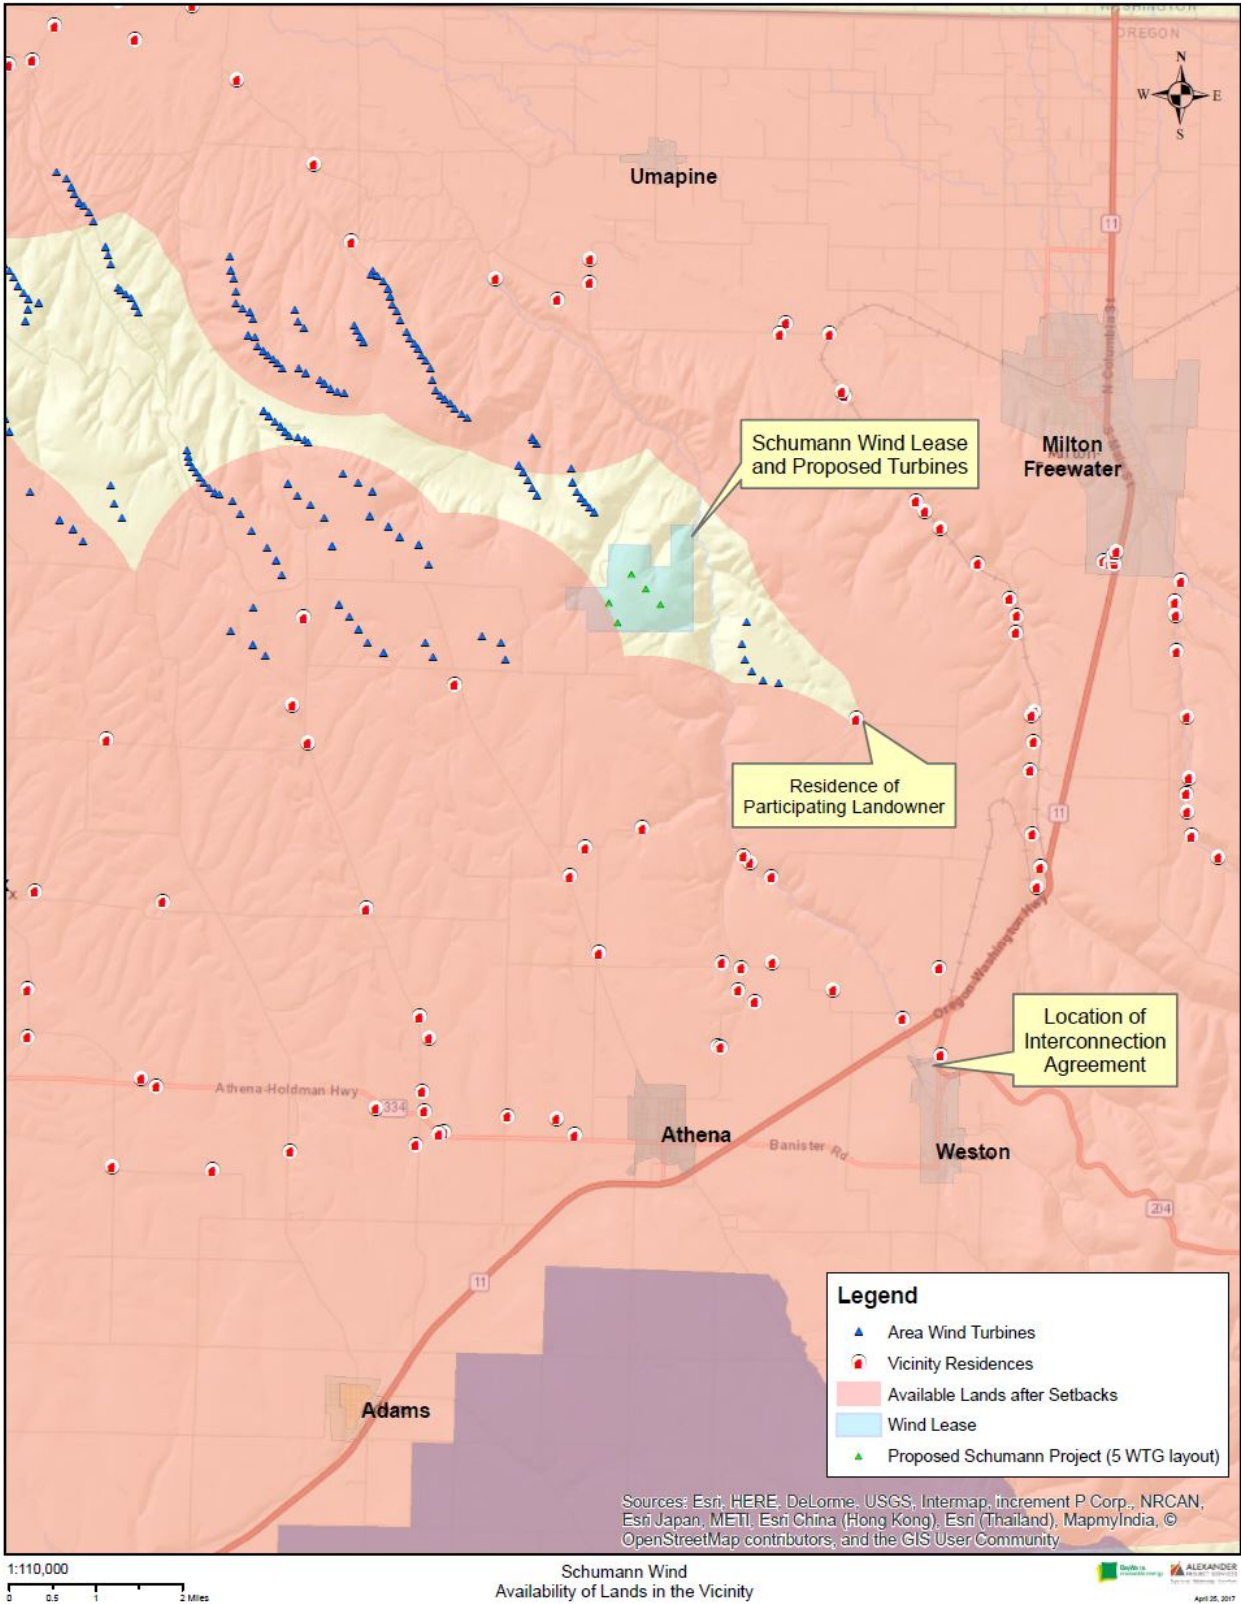 WASHINGTON
OREGON
N
W E
S
Umapine
11
N Columbia St
S Main St
Milton
Freewater
Schumann Wind Lease
and Proposed Turbines
Residence of
Participating Landowner
11
Oregon-Washington Hwy
Location of
Interconnection
Agreement
Athena-Holdman Hwy
334
Athena
Banister Rd
Weston
204
11
Adams
Legend
Area Wind Turbines
Vicinity Residences
Available Lands after Setbacks
Wind Lease
Proposed Schumann Project (5 WTG layout)
Sources: Esri, HERE, DeLorme, USGS, Intermap, increment P Corp., NRCAN,
Esri Japan, METI, Esri China (Hong Kong), Esri (Thailand), MapmyIndia, ©
OpenStreetMap contributors, and the GIS User Community
1:110,000
0 0.5 1 2 Miles
Schumann Wind
Availability of Lands in the Vicinity
ALEXANDER
April 25, 2017